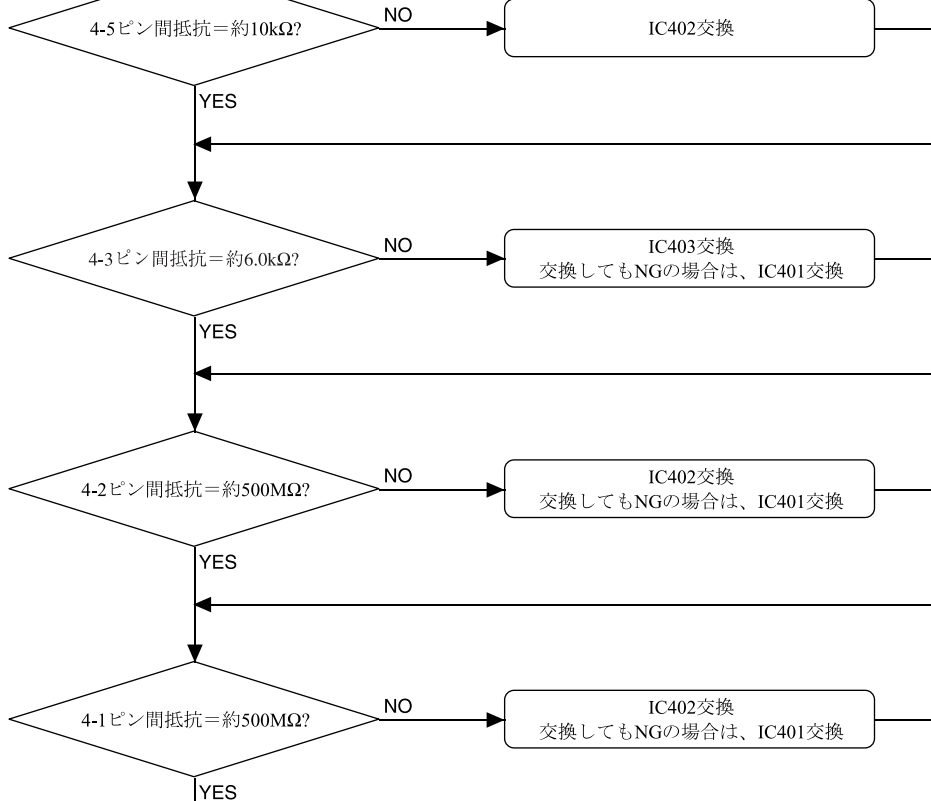 4-5ピン間抵抗＝約10kΩ?
NO
IC402交換
YES
4-3ピン間抵抗＝約6.0kΩ?
NO
IC403交換
交換してもNGの場合は、IC401交換
YES
4-2ピン間抵抗＝約500MΩ?
NO
IC402交換
交換してもNGの場合は、IC401交換
YES
4-1ピン間抵抗＝約500MΩ?
NO
IC402交換
交換してもNGの場合は、IC401交換
YES